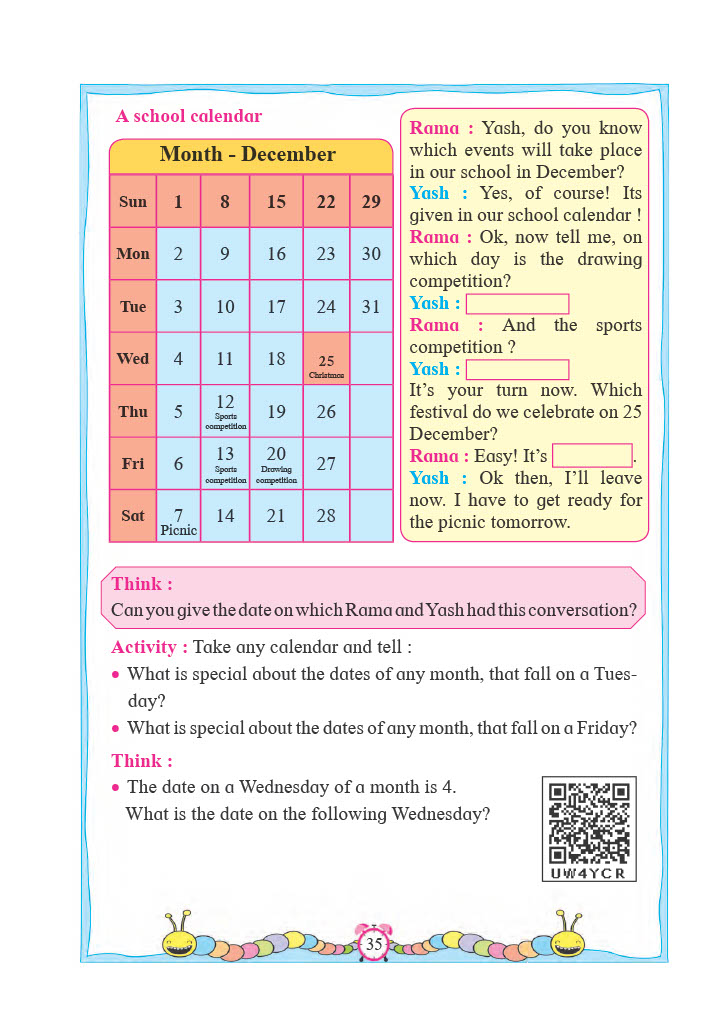 A school calendar
Month - December
Sun 1 8 15 22 29
Mon 2 9 16 23 30
Tue 3 10 17 24 31
Wed 4 11 18 25
Christmas
Thu 5 12 19 26
Sports
competition
Fri 6 13 20 27
Sports Drawing
competition competition
Sat 7 14 21 28
Picnic
Rama : Yash, do you know
which events will take place
in our school in December?
Yash : Yes, of course! Its
given in our school calendar !
Rama : Ok, now tell me, on
which day is the drawing
competition?
Yash :
Rama : And the sports
competition ?
Yash :
It's your turn now. Which
festival do we celebrate on 25
December?
Rama : Easy! It's .
Yash : Ok then, I'll leave
now. I have to get ready for
the picnic tomorrow.
Think :
Can you give the date on which Rama and Yash had this conversation?
Activity : Take any calendar and tell :
• What is special about the dates of any month, that fall on a Tues-
day?
• What is special about the dates of any month, that fall on a Friday?
Think :
• The date on a Wednesday of a month is 4.
What is the date on the following Wednesday?
UW4YCR
35